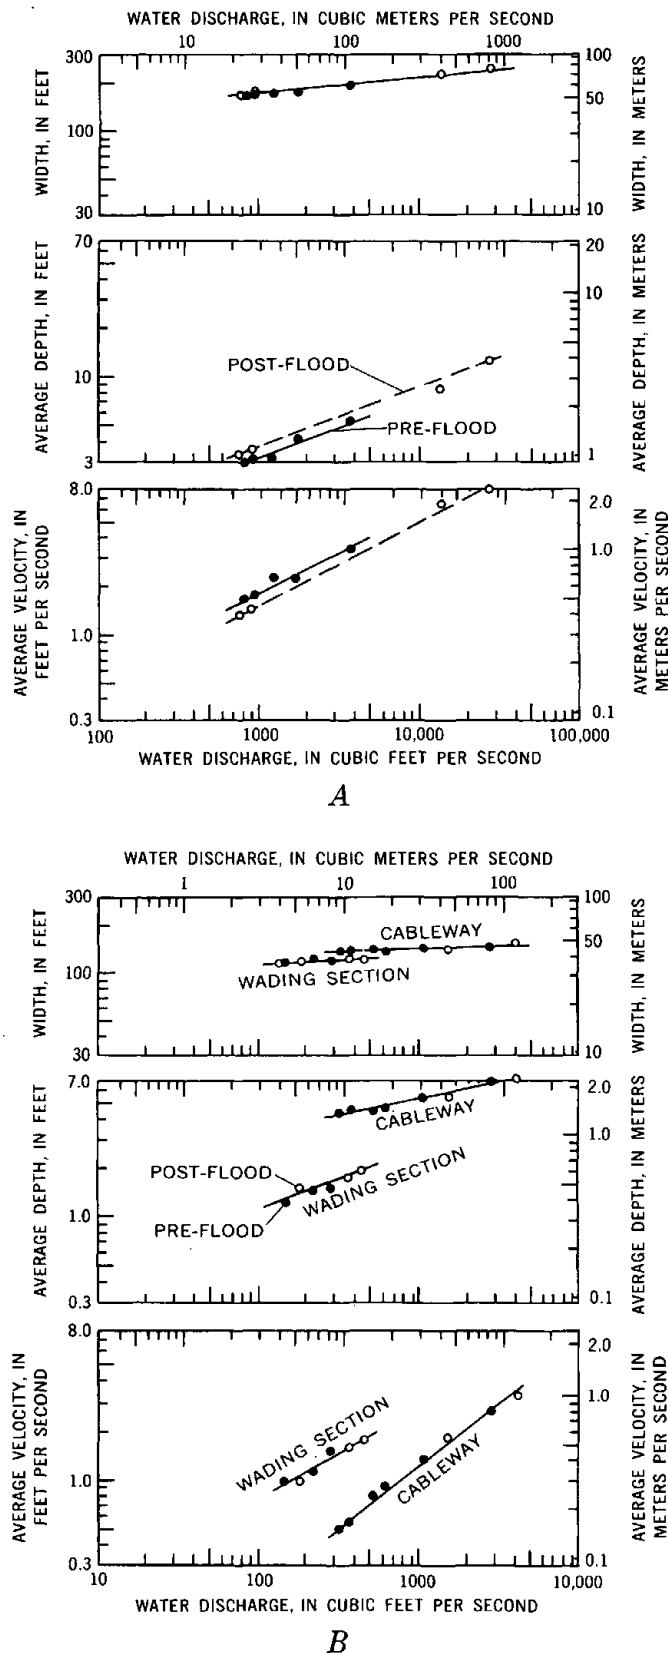 WATER DISCHARGE, IN CUBIC METERS PER SECOND
10 100 1000
300 100
100 50
30 10
WIDTH, IN FEET
WIDTH, IN METERS
70 20
10 10
3 1
AVERAGE DEPTH, IN FEET
AVERAGE DEPTH, IN METERS
POST-FLOOD
PRE-FLOOD
8.0 2.0
1.0 1.0
0.3 0.1
AVERAGE VELOCITY, IN
FEET PER SECOND
AVERAGE VELOCITY, IN
METERS PER SECOND
100 1000 10,000 100,000
WATER DISCHARGE, IN CUBIC FEET PER SECOND
A
WATER DISCHARGE, IN CUBIC METERS PER SECOND
1 10 100
300 100
100 50
30 10
WIDTH, IN FEET
WIDTH, IN METERS
CABLEWAY
WADING SECTION
7.0 2.0
1.0 1.0
0.3 0.1
AVERAGE DEPTH, IN FEET
AVERAGE DEPTH, IN METERS
CABLEWAY
POST-FLOOD
WADING SECTION
PRE-FLOOD
8.0 2.0
1.0 1.0
0.3 0.1
AVERAGE VELOCITY, IN
FEET PER SECOND
AVERAGE VELOCITY, IN
METERS PER SECOND
WADING SECTION
CABLEWAY
10 100 1000 10,000
WATER DISCHARGE, IN CUBIC FEET PER SECOND
B